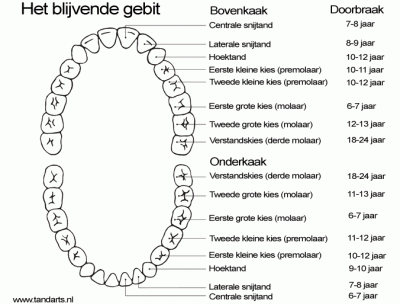 Het blijvende gebit Bovenkaak Doorbraak
Centrale snijtand 7-8 jaar
Laterale snijtand 8-9 jaar
Hoektand 10-12 jaar
Eerste kleine kies (premolaar) 10-11 jaar
Tweede kleine kies (premolaar) 10-12 jaar
Eerste grote kies (molaar) 6-7 jaar
Tweede grote kies (molaar) 12-13 jaar
Verstandskies (derde molaar) 18-24 jaar
Onderkaak
Verstandskies (derde molaar) 18-24 jaar
Tweede grote kies (molaar) 11-13 jaar
Eerste grote kies (molaar) 6-7 jaar
Tweede kleine kies (premolaar) 11-12 jaar
Eerste kleine kies (premolaar) 10-12 jaar
Hoektand 9-10 jaar
Laterale snijtand 7-8 jaar
Centrale snijtand 6-7 jaar
www.tandarts.nl